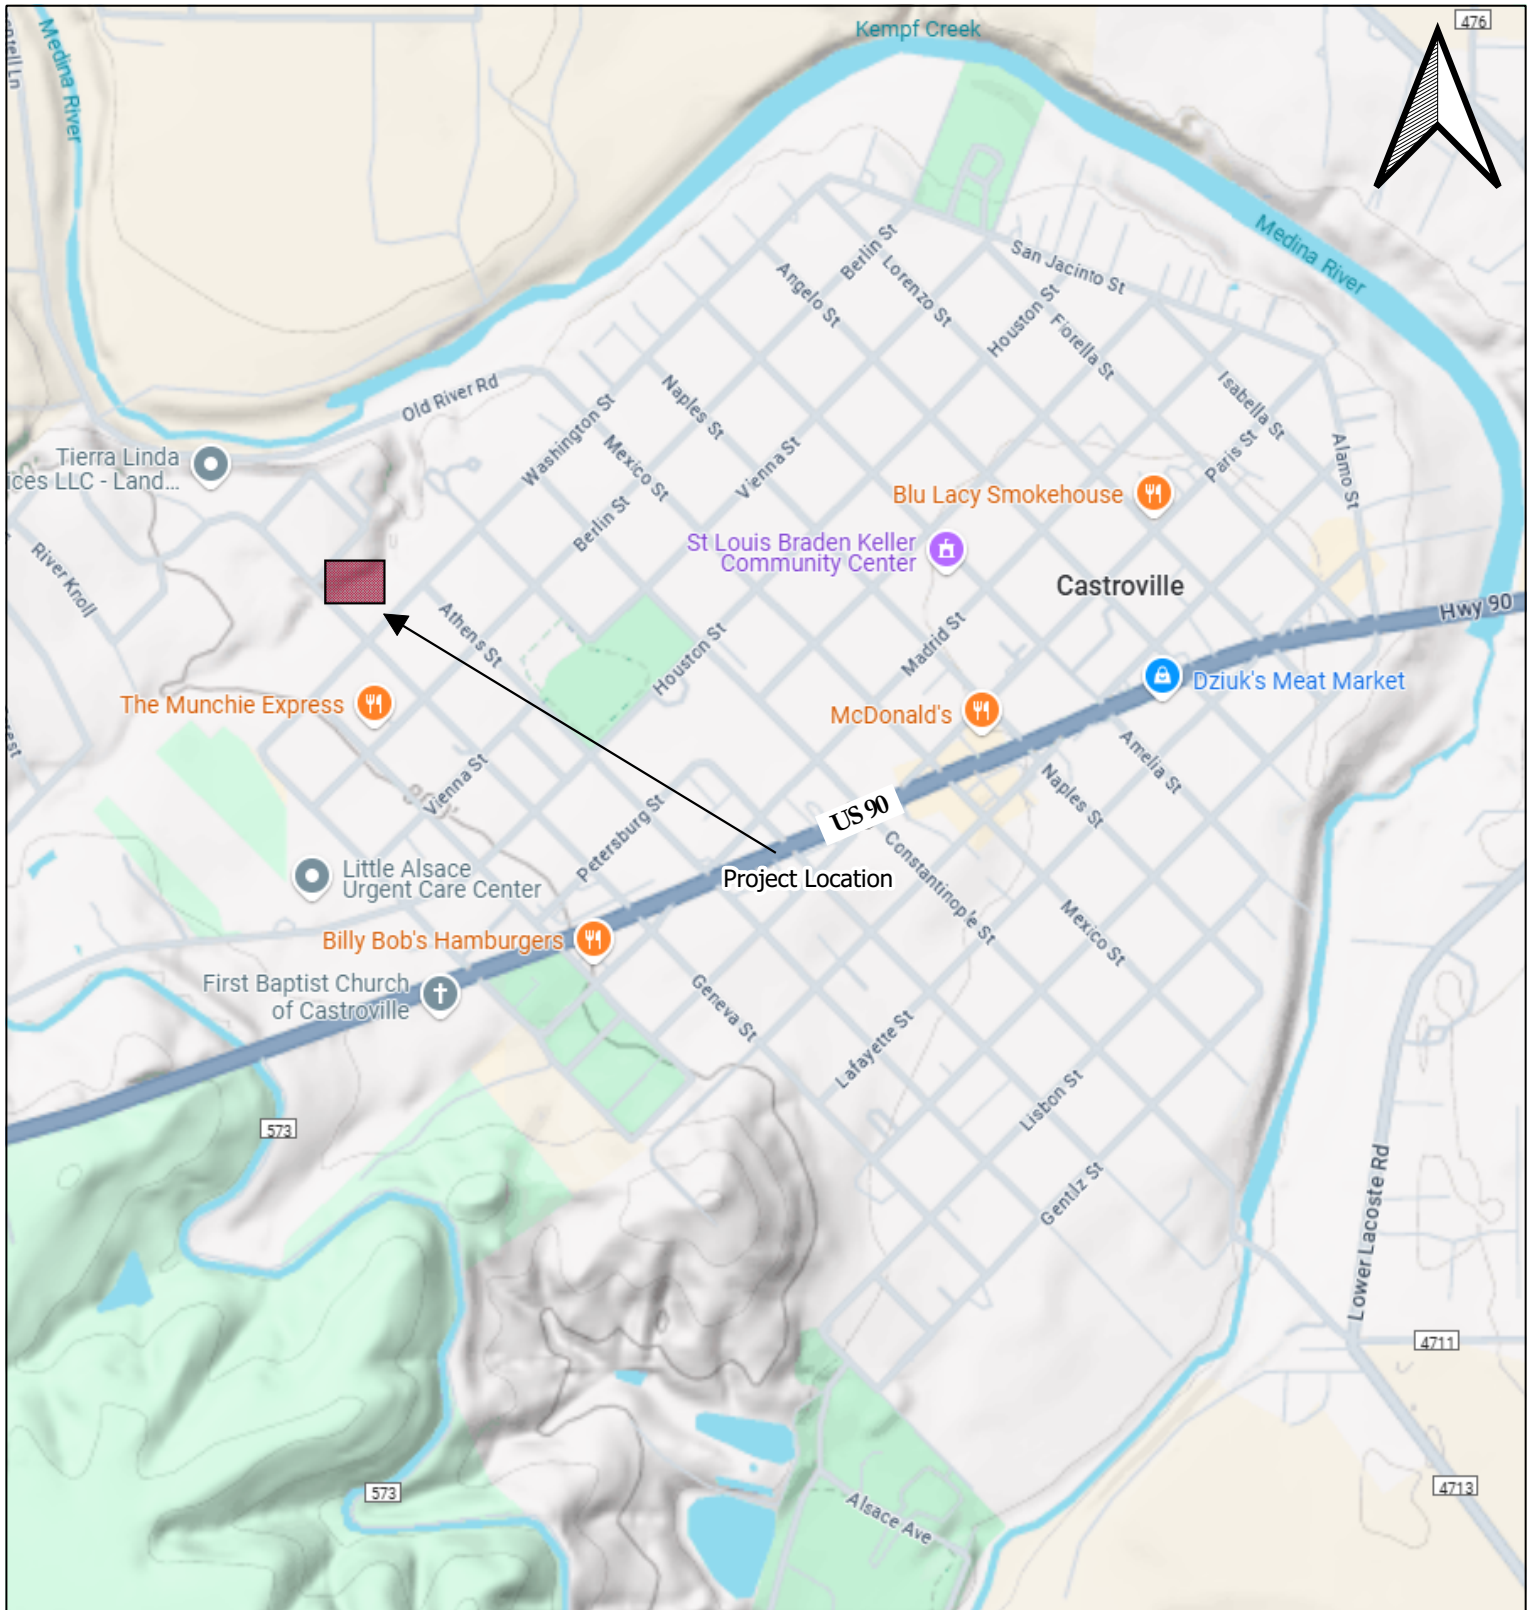 476
Kempf Creek
Medina River
Medina River
San Jacinto St
Berlin St
Lorenzo St
Angelo St
Houston St
Fiorella St
Isabella St
Old River Rd
Naples St
Washington St
Mexico St
Vienna St
Paris St
Alamo St
Tierra Linda
ices LLC - Land...
Blu Lacy Smokehouse
Berlin St
St Louis Braden Keller
Community Center
River Knoll
Castroville
Hwy 90
Athens St
Houston St
Madrid St
Dziuk's Meat Market
The Munchie Express
McDonald's
Amelia St
Vienna St
Naples St
US 90
Petersburg St
Constantinople St
Little Alsace
Urgent Care Center
Project Location
Billy Bob's Hamburgers
Mexico St
First Baptist Church
of Castroville
Geneva St
Lafayette St
Lisbon St
573
Gentilz St
Lower Lacoste Rd
4711
573
4713
Alsace Ave